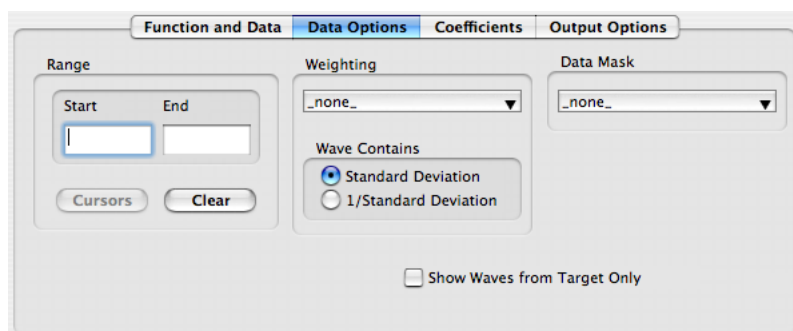 Function and Data Data Options Coefficients Output Options
Range
Start End
Cursors Clear
Weighting
_none_
Wave Contains
Standard Deviation
1/Standard Deviation
Data Mask
_none_
Show Waves from Target Only